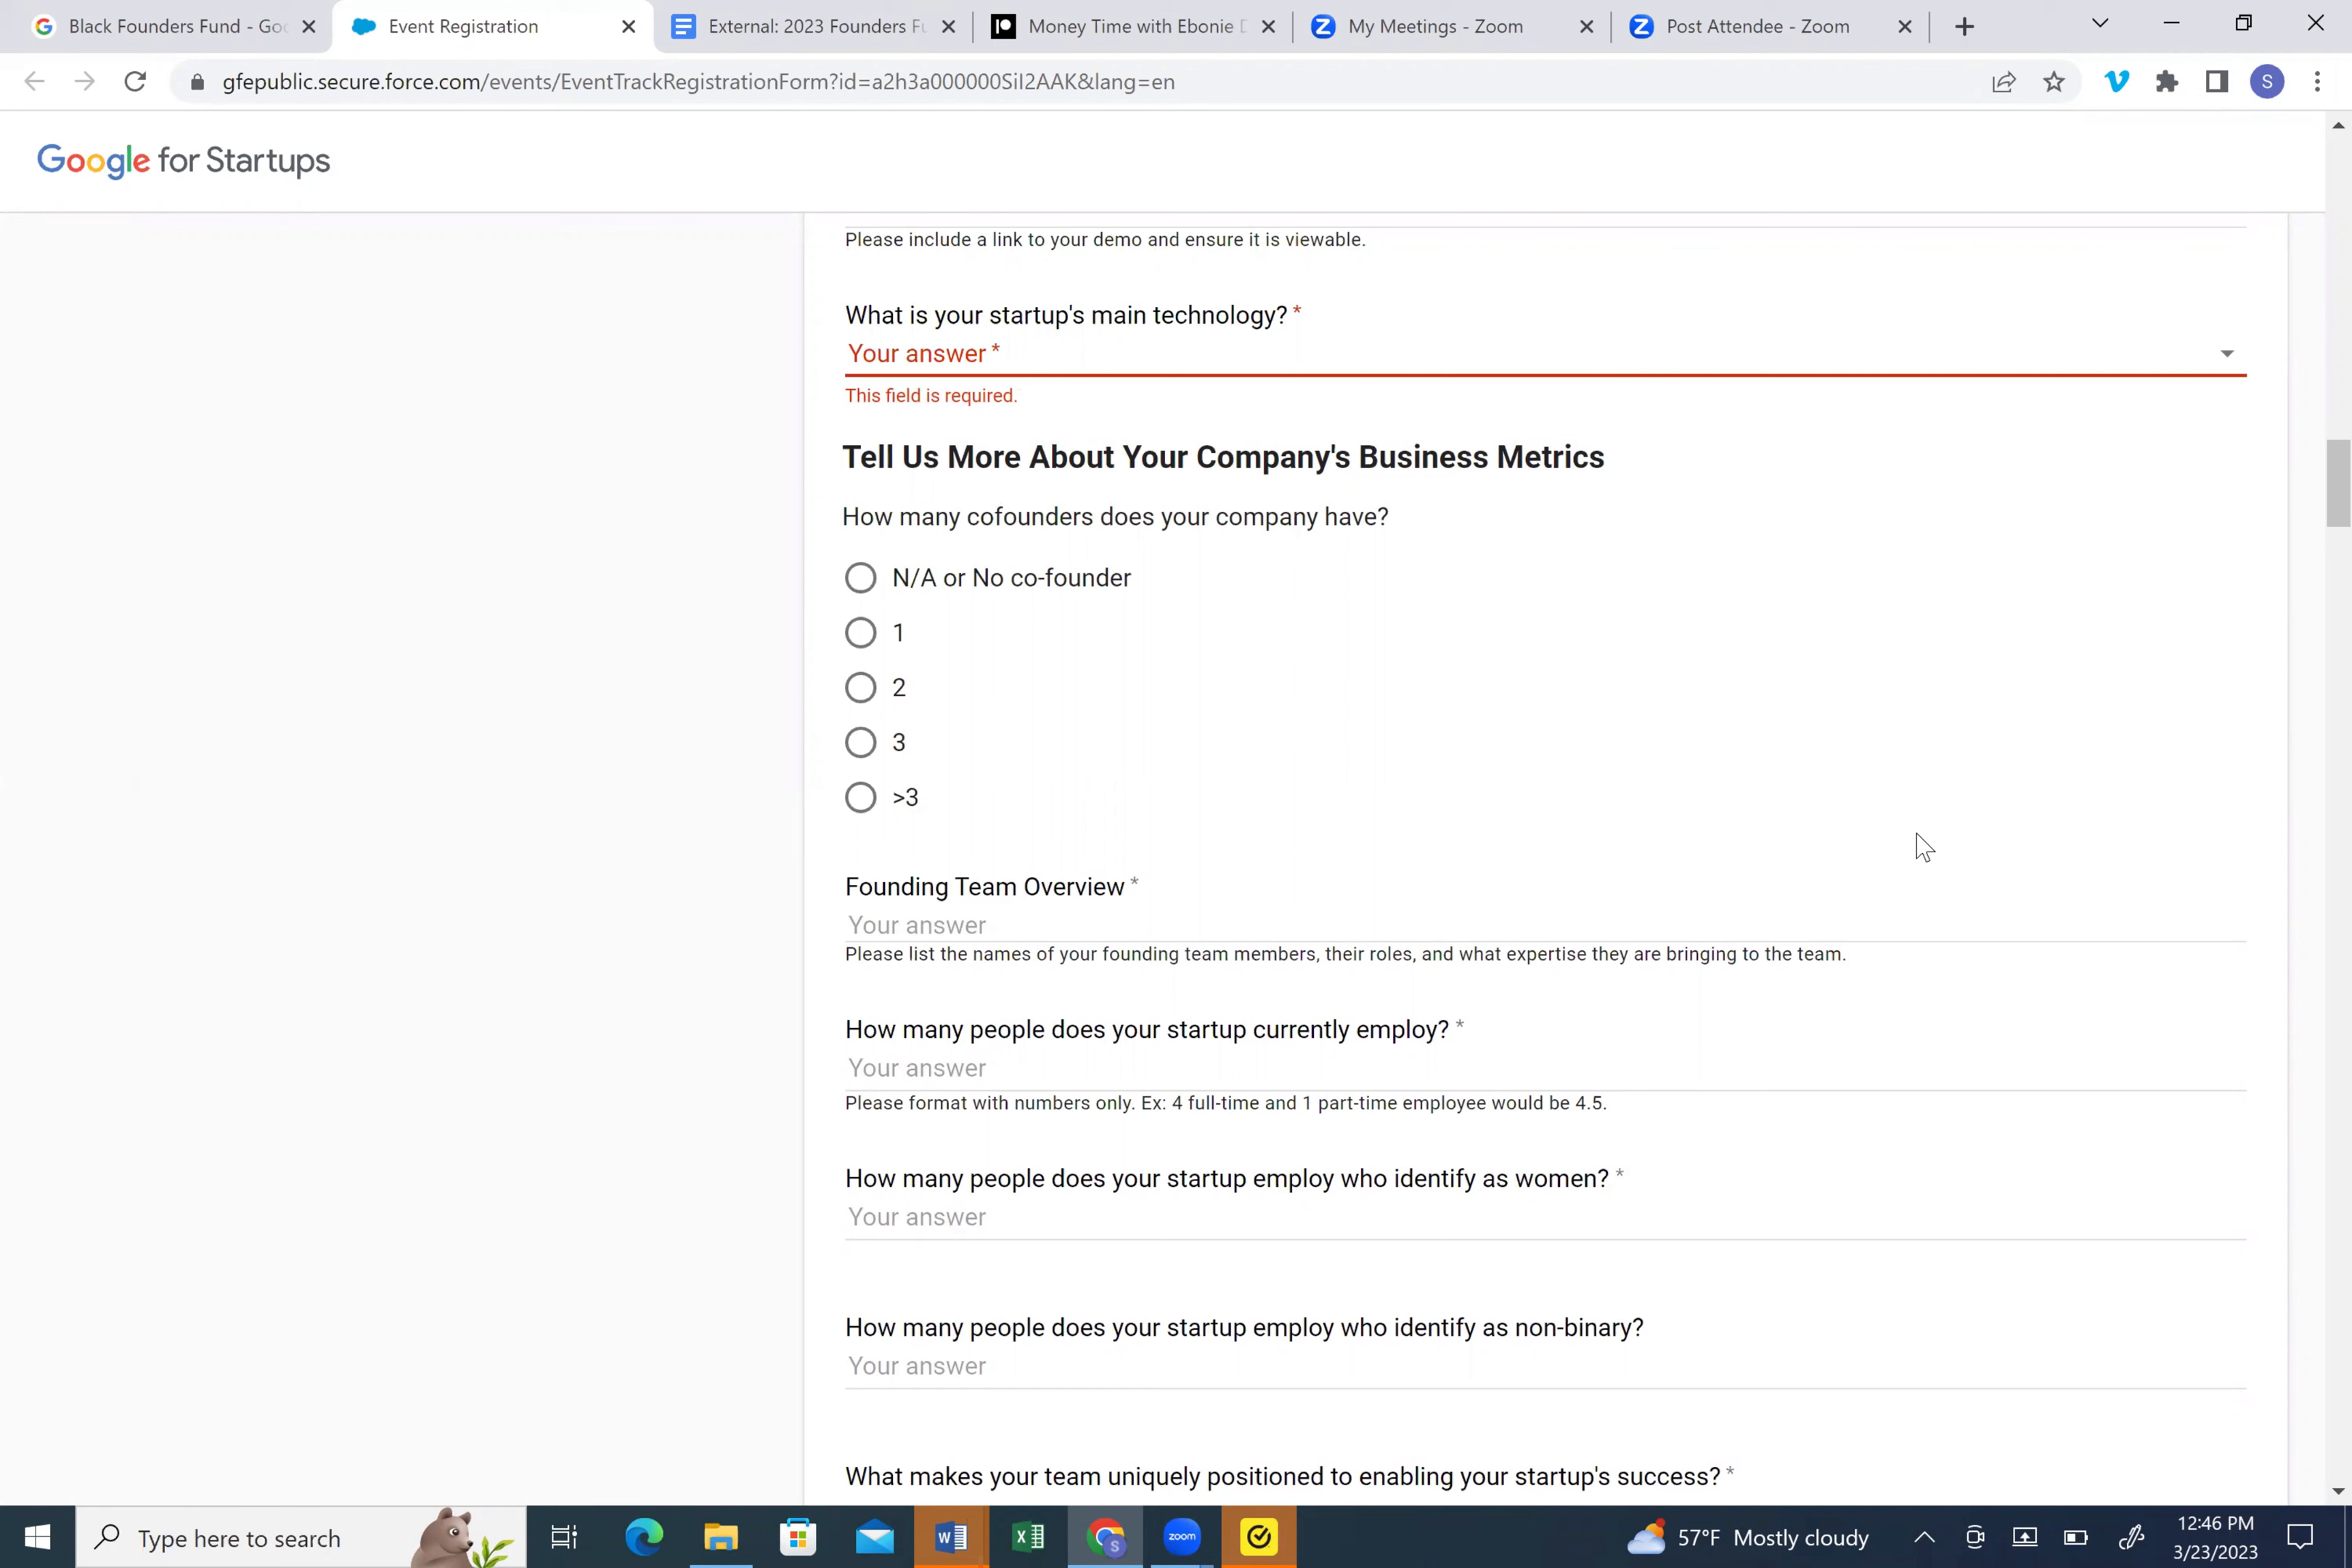 Black Founders Fund - Goo
Event Registration
External: 2023 Founders Fu
Money Time with Ebonie D
My Meetings - Zoom
Post Attendee - Zoom
gfepublic.secure.force.com/events/EventTrackRegistrationForm?id=a2h3a000000SiI2AAK&lang=en
S
Google for Startups
Please include a link to your demo and ensure it is viewable.
What is your startup's main technology? *
Your answer *
This field is required.
Tell Us More About Your Company's Business Metrics
How many cofounders does your company have?
N/A or No co-founder
1
2
3
>3
Founding Team Overview *
Your answer
Please list the names of your founding team members, their roles, and what expertise they are bringing to the team.
How many people does your startup currently employ? *
Your answer
Please format with numbers only. Ex: 4 full-time and 1 part-time employee would be 4.5.
How many people does your startup employ who identify as women? *
Your answer
How many people does your startup employ who identify as non-binary?
Your answer
What makes your team uniquely positioned to enabling your startup's success? *
Type here to search
zoom
57°F Mostly cloudy
12:46 PM
3/23/2023